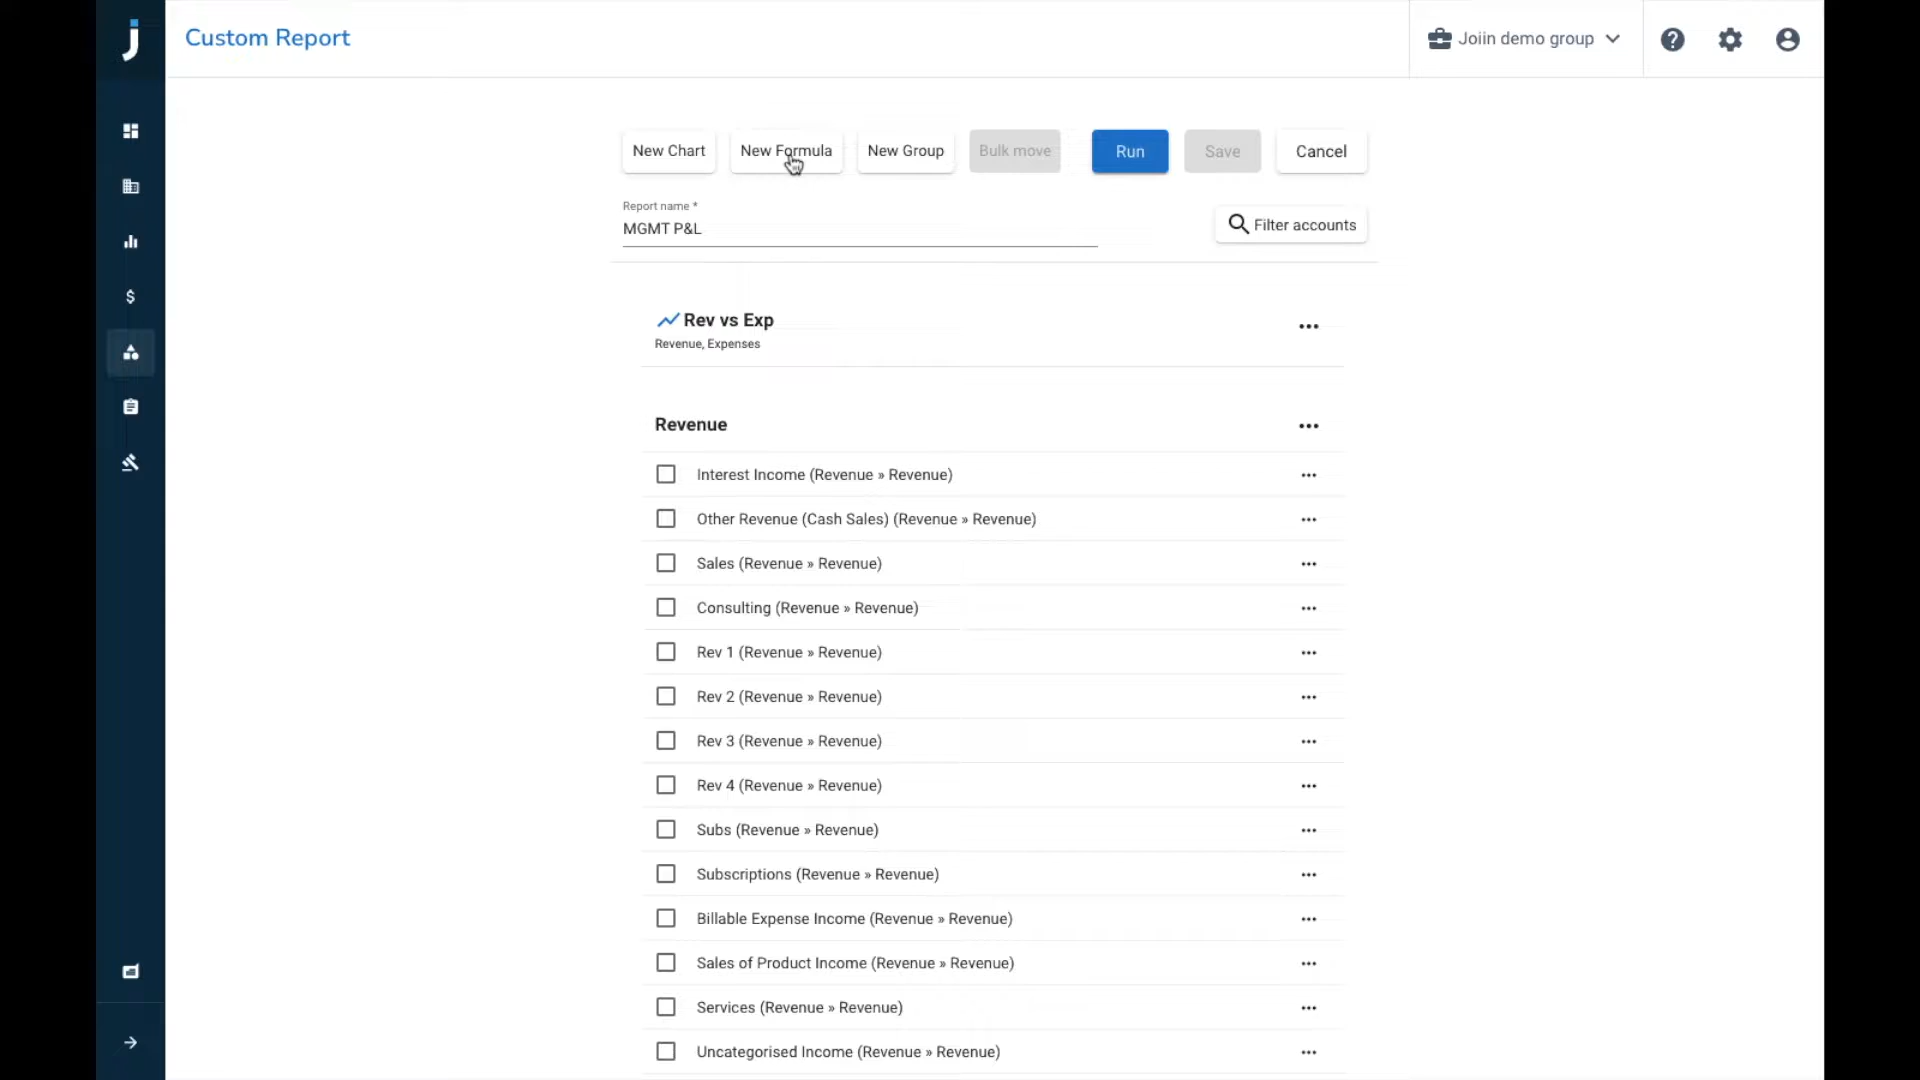 Custom Report
Joiin demo group
New Chart
New Formula
New Group
Bulk move
Run
Save
Cancel
Report name *
MGMT P&L
Filter accounts
Rev vs Exp
Revenue, Expenses
Revenue
Interest Income (Revenue » Revenue)
Other Revenue (Cash Sales) (Revenue » Revenue)
Sales (Revenue » Revenue)
Consulting (Revenue » Revenue)
Rev 1 (Revenue » Revenue)
Rev 2 (Revenue » Revenue)
Rev 3 (Revenue » Revenue)
Rev 4 (Revenue » Revenue)
Subs (Revenue » Revenue)
Subscriptions (Revenue » Revenue)
Billable Expense Income (Revenue » Revenue)
Sales of Product Income (Revenue » Revenue)
Services (Revenue » Revenue)
Uncategorised Income (Revenue » Revenue)